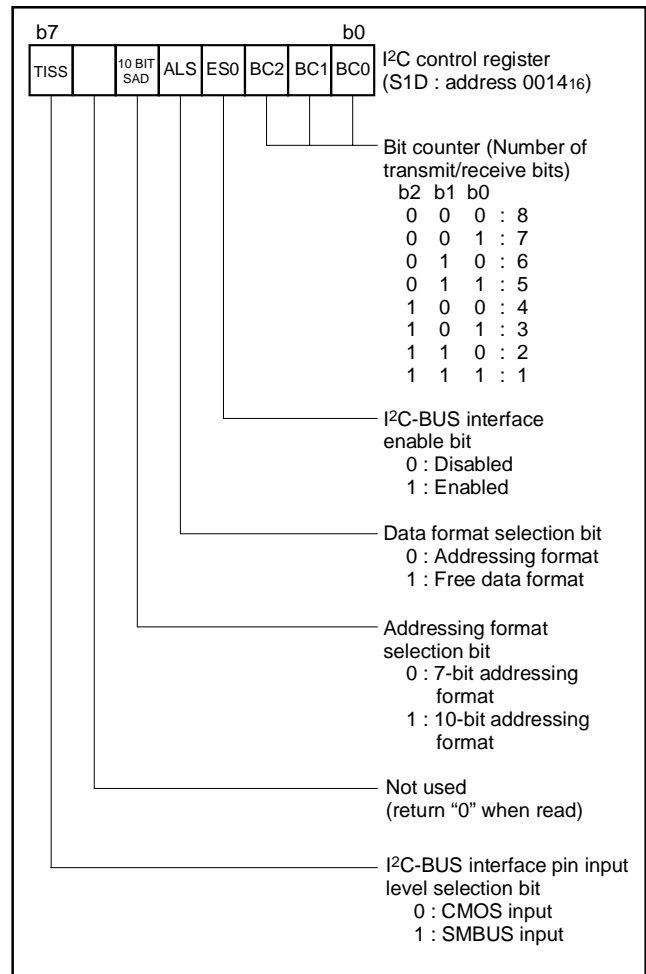 b7 b0
TISS 10 BIT SAD ALS ES0 BC2 BC1 BC0
I²C control register
(S1D : address 0014₁₆)
Bit counter (Number of
transmit/receive bits)
b2 b1 b0
0 0 0 : 8
0 0 1 : 7
0 1 0 : 6
0 1 1 : 5
1 0 0 : 4
1 0 1 : 3
1 1 0 : 2
1 1 1 : 1
I²C-BUS interface
enable bit
0 : Disabled
1 : Enabled
Data format selection bit
0 : Addressing format
1 : Free data format
Addressing format
selection bit
0 : 7-bit addressing
format
1 : 10-bit addressing
format
Not used
(return “0” when read)
I²C-BUS interface pin input
level selection bit
0 : CMOS input
1 : SMBUS input